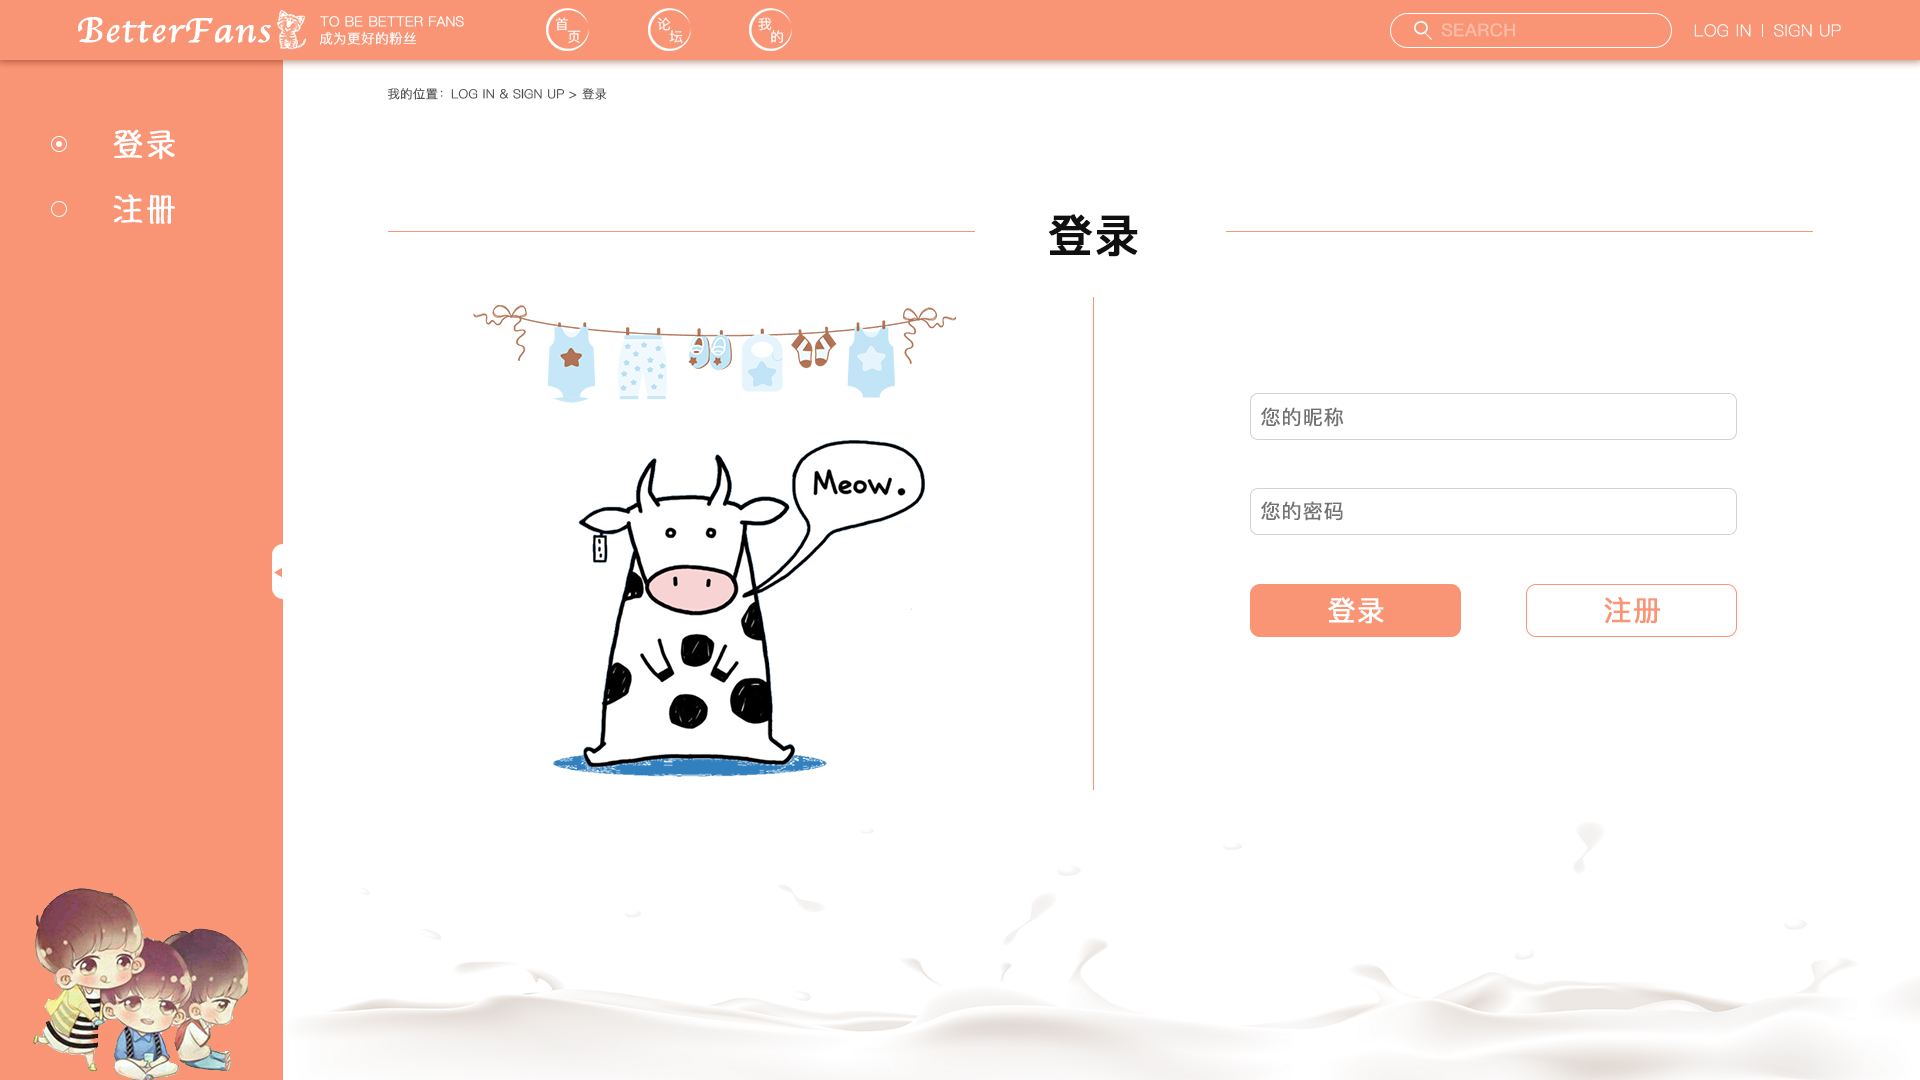 BetterFans
TO BE BETTER FANS
成为更好的粉丝
首页
论坛
我的
SEARCH
LOG IN | SIGN UP
登录
注册
我的位置：LOG IN & SIGN UP > 登录
登录
Meow.
您的昵称
您的密码
登录
注册